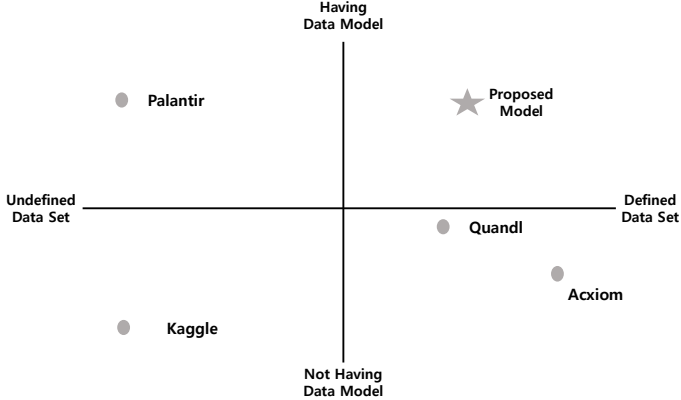 Having
Data Model
Palantir
Proposed
Model
Undefined
Data Set
Defined
Data Set
Quandl
Acxiom
Kaggle
Not Having
Data Model